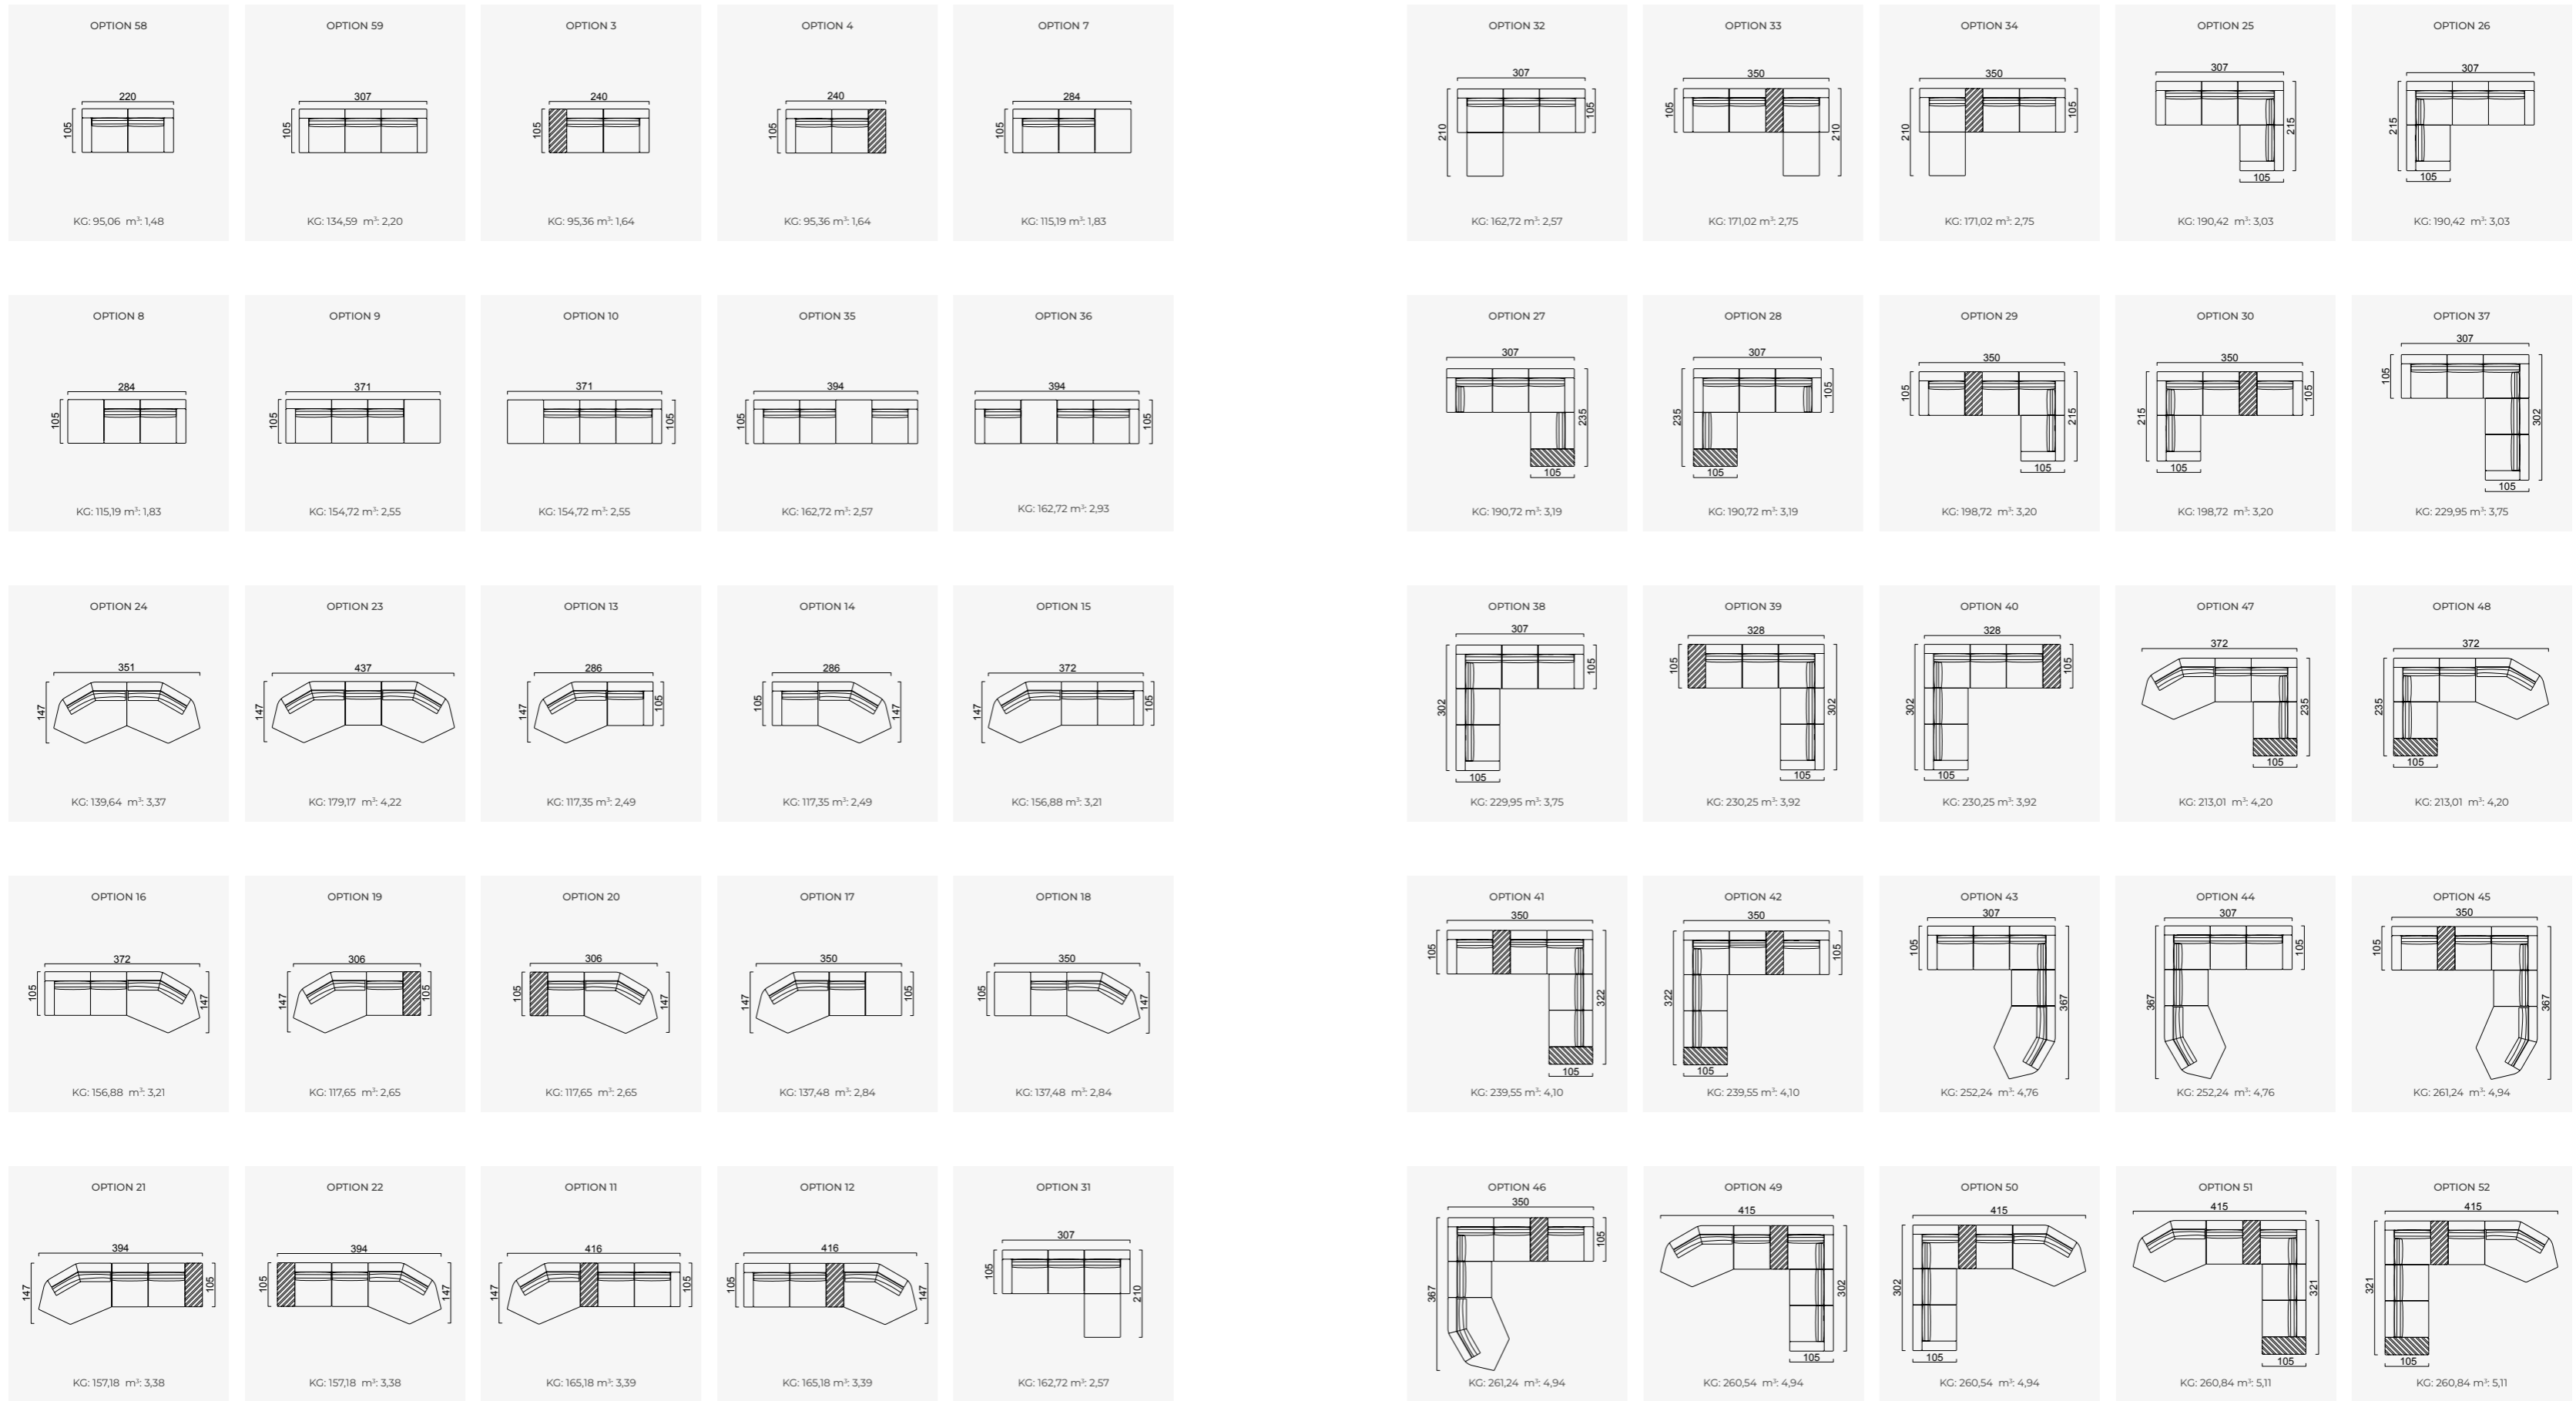 OPTION 58
220
105
KG: 95,06 m³: 1,48
OPTION 59
307
105
KG: 134,59 m³: 2,20
OPTION 3
240
105
KG: 95,36 m³: 1,64
OPTION 4
240
105
KG: 95,36 m³: 1,64
OPTION 7
284
105
KG: 115,19 m³: 1,83
OPTION 8
284
105
KG: 115,19 m³: 1,83
OPTION 9
371
105
KG: 154,72 m³: 2,55
OPTION 10
371
105
KG: 154,72 m³: 2,55
OPTION 35
394
105
KG: 162,72 m³: 2,57
OPTION 36
394
105
KG: 162,72 m³: 2,93
OPTION 24
351
147
KG: 139,64 m³: 3,37
OPTION 23
437
147
KG: 179,17 m³: 4,22
OPTION 13
286
147
105
KG: 117,35 m³: 2,49
OPTION 14
286
105
147
KG: 117,35 m³: 2,49
OPTION 15
372
147
105
KG: 156,88 m³: 3,21
OPTION 16
372
105
147
KG: 156,88 m³: 3,21
OPTION 19
306
147
105
KG: 117,65 m³: 2,65
OPTION 20
306
105
147
KG: 117,65 m³: 2,65
OPTION 17
350
147
105
KG: 137,48 m³: 2,84
OPTION 18
350
105
147
KG: 137,48 m³: 2,84
OPTION 21
394
147
105
KG: 157,18 m³: 3,38
OPTION 22
394
105
147
KG: 157,18 m³: 3,38
OPTION 11
416
147
105
KG: 165,18 m³: 3,39
OPTION 12
416
105
147
KG: 165,18 m³: 3,39
OPTION 31
307
105
210
KG: 162,72 m³: 2,57
OPTION 32
307
210
105
KG: 162,72 m³: 2,57
OPTION 33
350
105
210
KG: 171,02 m³: 2,75
OPTION 34
350
210
105
KG: 171,02 m³: 2,75
OPTION 25
307
105
215
105
KG: 190,42 m³: 3,03
OPTION 26
307
215
105
105
KG: 190,42 m³: 3,03
OPTION 27
307
105
235
105
KG: 190,72 m³: 3,19
OPTION 28
307
235
105
105
KG: 190,72 m³: 3,19
OPTION 29
350
105
215
105
KG: 198,72 m³: 3,20
OPTION 30
350
215
105
105
KG: 198,72 m³: 3,20
OPTION 37
307
105
302
105
KG: 229,95 m³: 3,75
OPTION 38
307
302
105
105
KG: 229,95 m³: 3,75
OPTION 39
328
105
302
105
KG: 230,25 m³: 3,92
OPTION 40
328
302
105
105
KG: 230,25 m³: 3,92
OPTION 47
372
147
235
105
KG: 213,01 m³: 4,20
OPTION 48
372
235
105
KG: 213,01 m³: 4,20
OPTION 41
350
105
322
105
KG: 239,55 m³: 4,10
OPTION 42
350
322
105
105
KG: 239,55 m³: 4,10
OPTION 43
307
105
367
KG: 252,24 m³: 4,76
OPTION 44
307
367
105
KG: 252,24 m³: 4,76
OPTION 45
350
105
367
KG: 261,24 m³: 4,94
OPTION 46
350
367
105
KG: 261,24 m³: 4,94
OPTION 49
415
302
105
KG: 260,54 m³: 4,94
OPTION 50
415
302
105
KG: 260,54 m³: 4,94
OPTION 51
415
321
105
KG: 260,84 m³: 5,11
OPTION 52
415
321
105
KG: 260,84 m³: 5,11